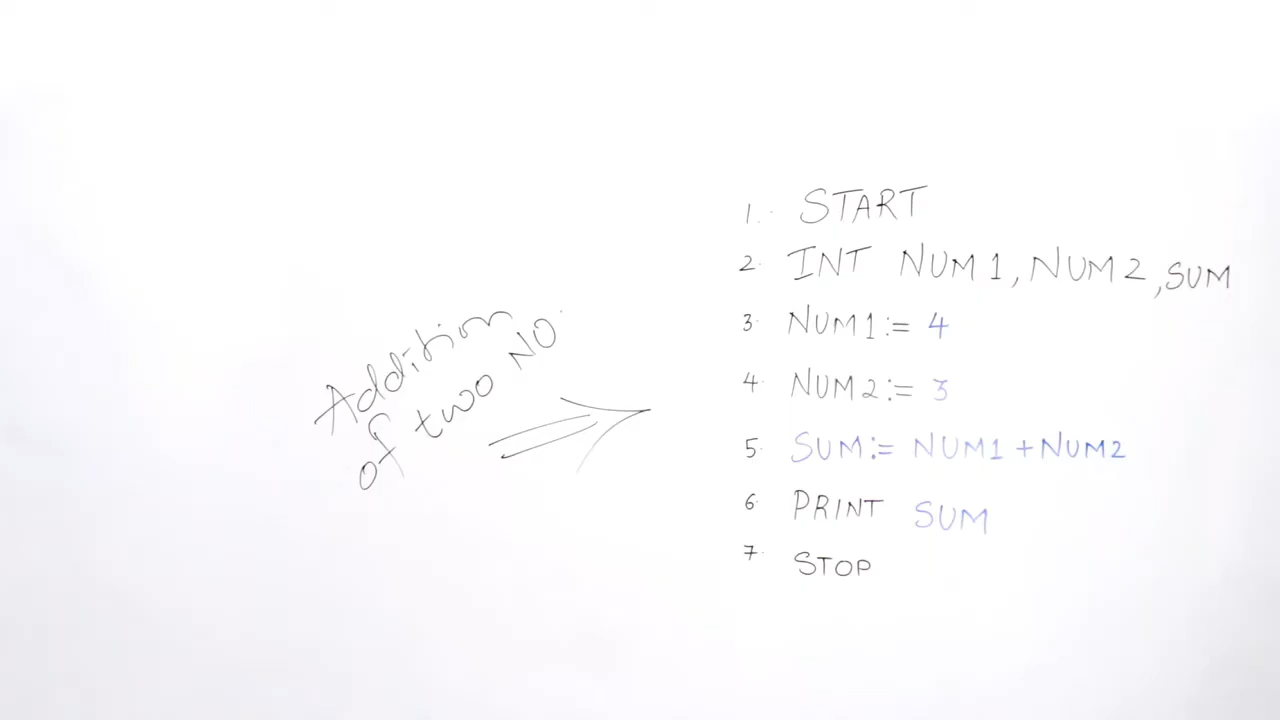 Addition
of two NO.
1. START
2. INT NUM1, NUM2, SUM
3. NUM1:= 4
4. NUM2:= 3
5. SUM:= NUM1 + NUM2
6. PRINT SUM
7. STOP